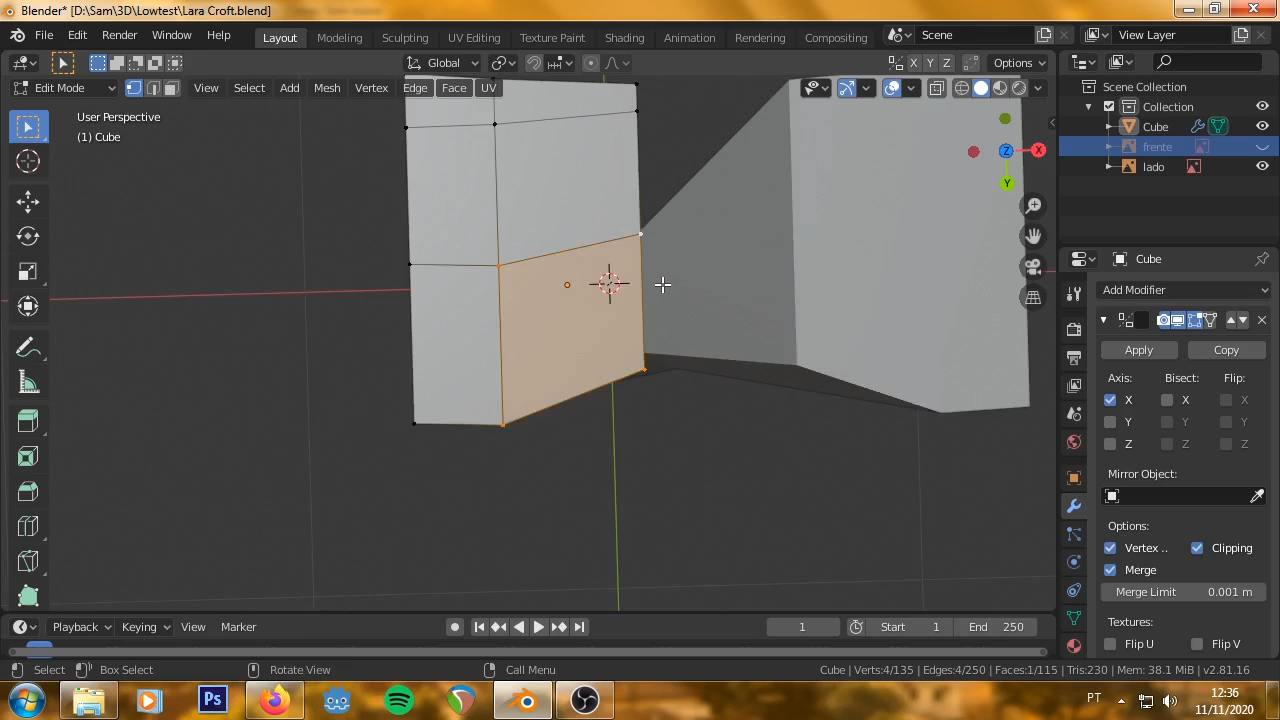 Blender* [D:\Sam\3D\Lowtest\Lara Croft.blend]
File Edit Render Window Help Layout Modeling Sculpting UV Editing Texture Paint Shading Animation Rendering Compositing Scene View Layer
Global X Y Z Options
Edit Mode View Select Add Mesh Vertex Edge Face UV
User Perspective
(1) Cube
Z X
Y
Scene Collection
Collection
Cube
frente
lado
Cube
Add Modifier
Apply Copy
Axis: Bisect: Flip:
X X X
Y Y Y
Z Z Z
Mirror Object:
Options:
Vertex .. Clipping
Merge
Merge Limit 0.001 m
Textures:
Flip U Flip V
Playback Keying View Marker 1 Start 1 End 250
Select Box Select Rotate View Call Menu Cube | Verts:4/135 | Edges:4/250 | Faces:1/115 | Tris:230 | Mem: 38.1 MiB | v2.81.16
Ps PT 12:36
11/11/2020